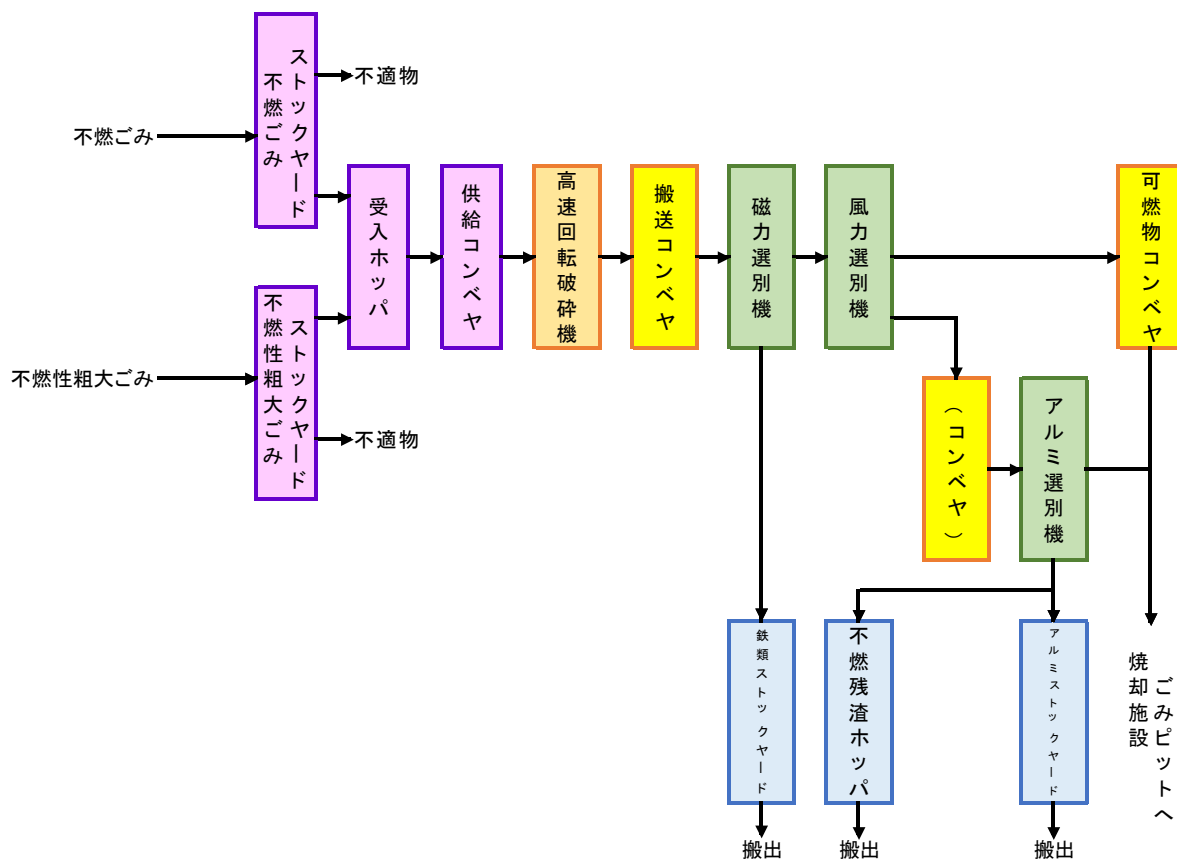 不燃ごみ
不燃ごみ
ストックヤード
不適物
不燃性粗大ごみ
不燃性粗大ごみ
ストックヤード
不適物
受入ホッパ
供給コンベヤ
高速回転破砕機
搬送コンベヤ
磁力選別機
風力選別機
可燃物コンベヤ
（コンベヤ）
アルミ選別機
鉄類ストックヤード
不燃残渣ホッパ
アルミストックヤード
焼却施設
ごみピットへ
搬出
搬出
搬出